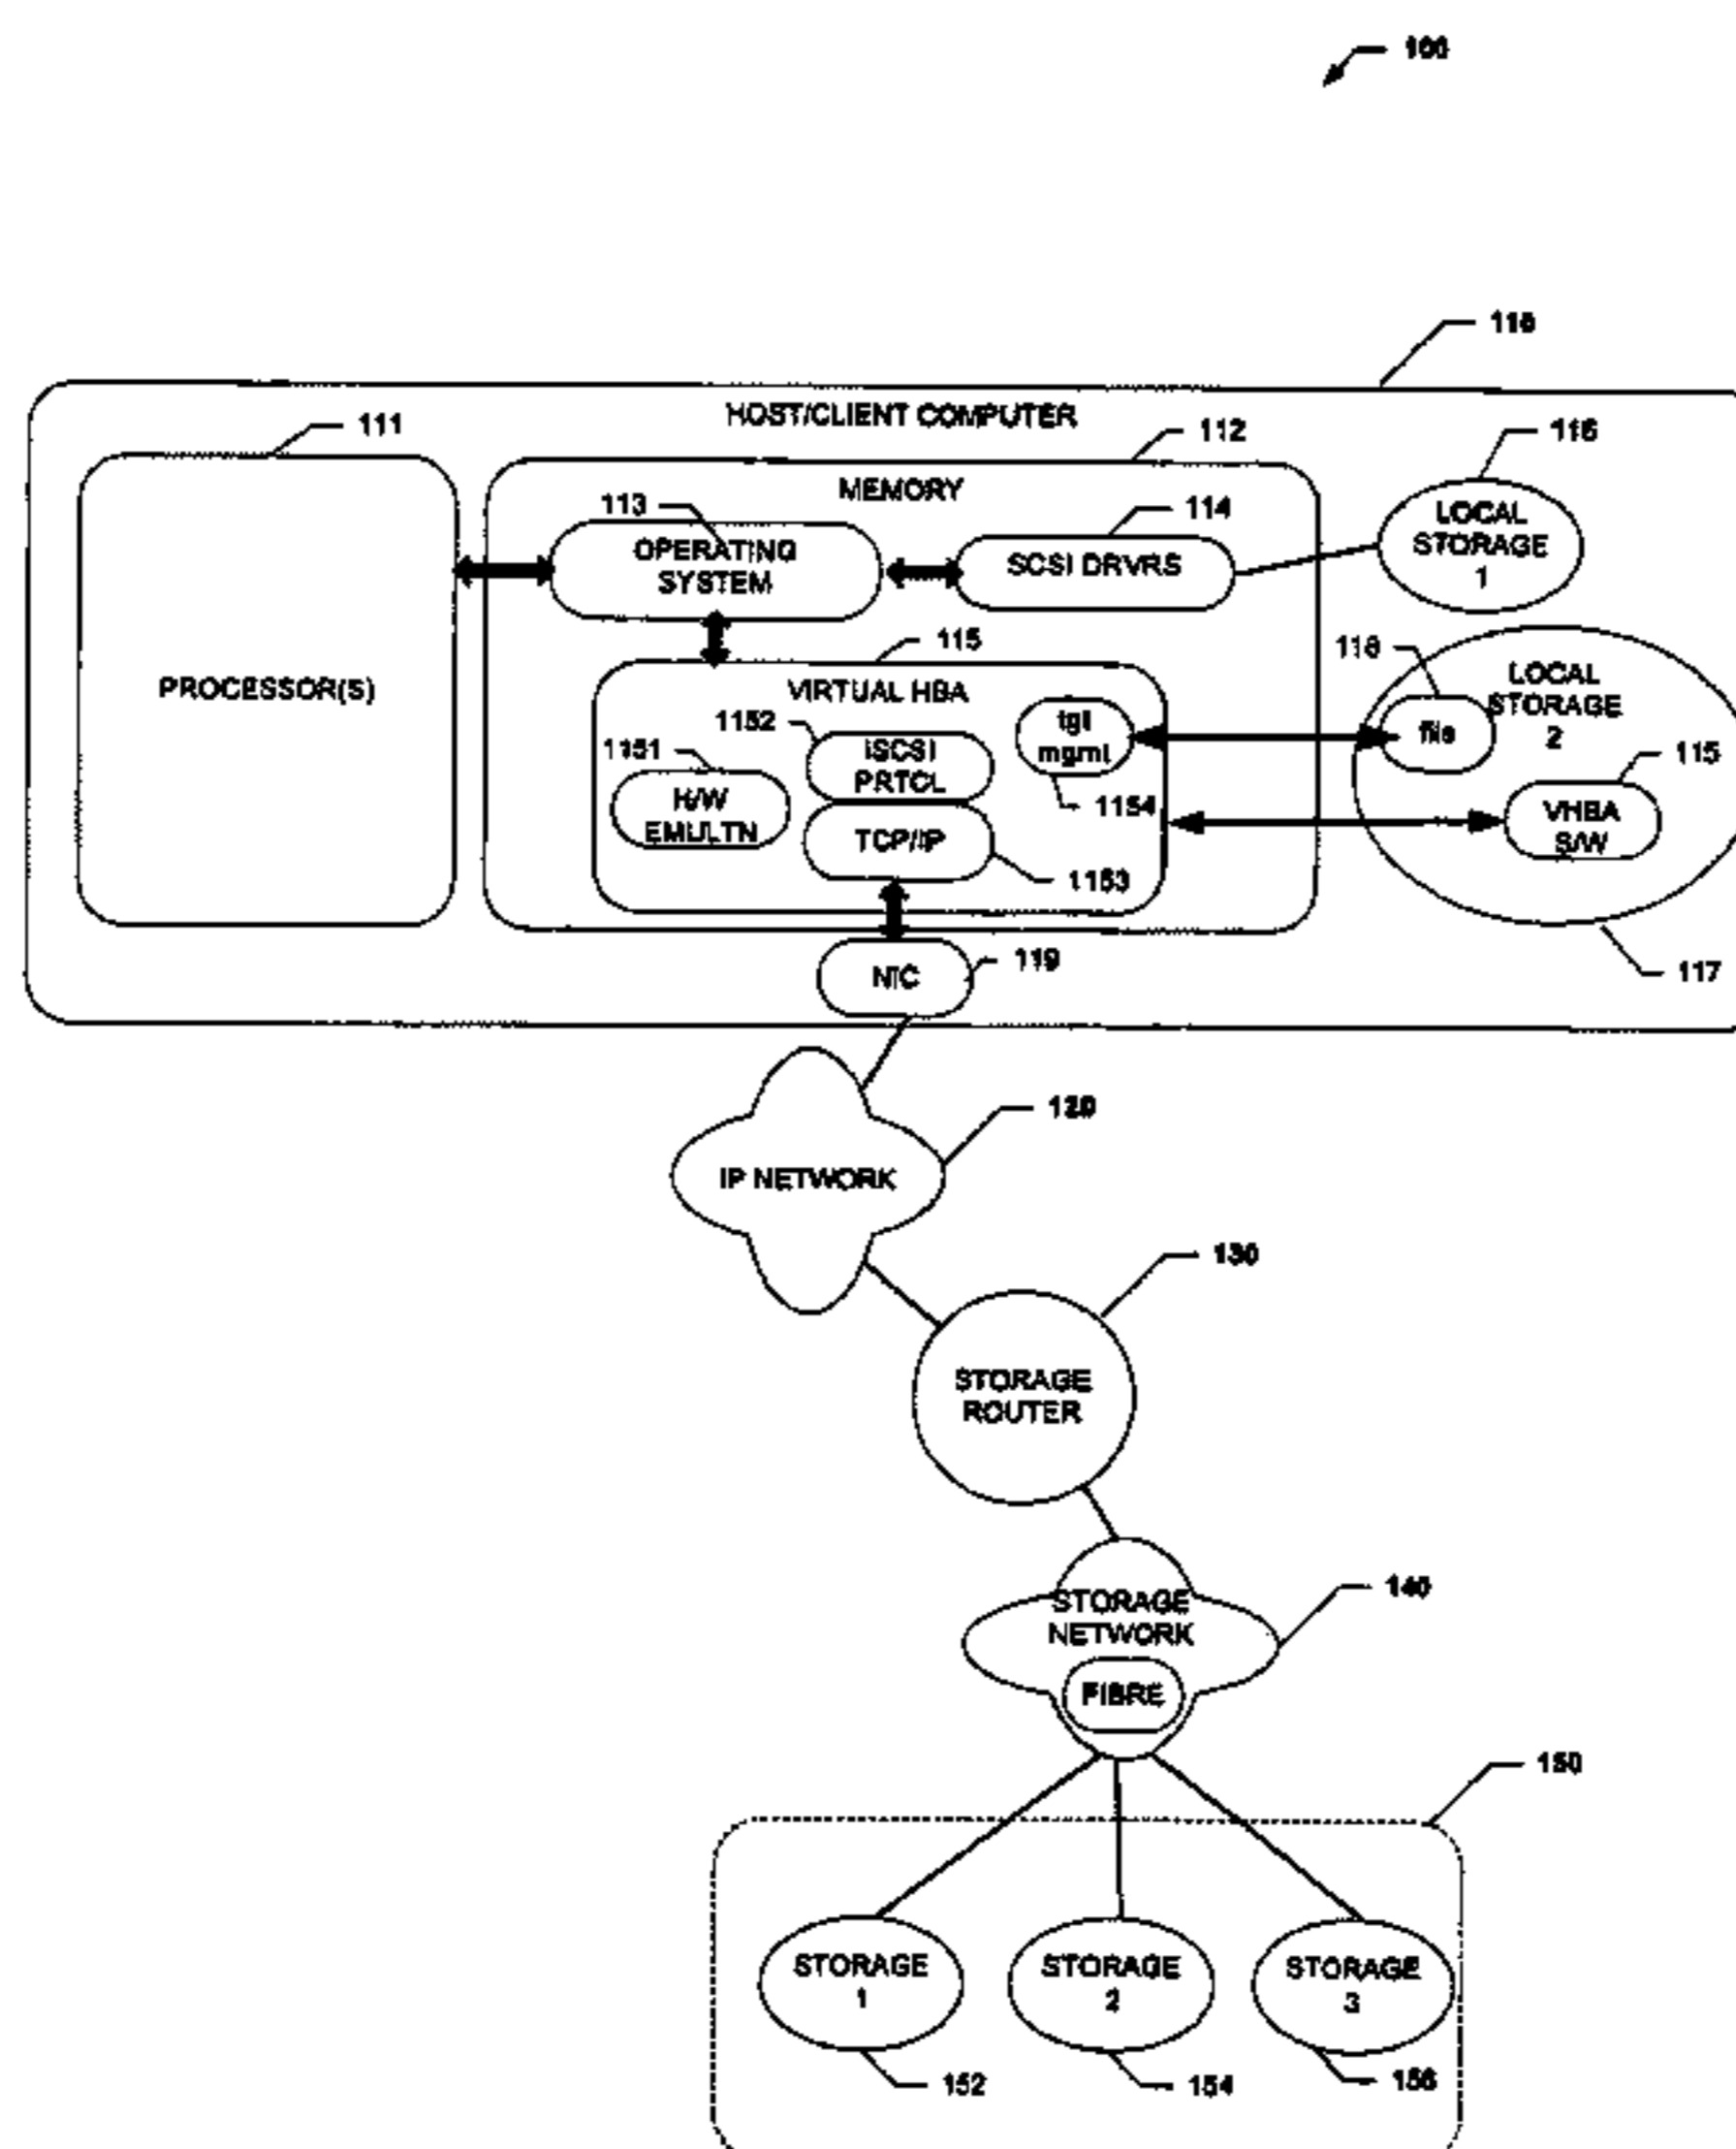 100
110
HOST/CLIENT COMPUTER
111
112
116
MEMORY
LOCAL
STORAGE
1
113
114
OPERATING
SYSTEM
SCSI DRVRS
115
118
LOCAL
STORAGE
2
PROCESSOR(S)
VIRTUAL HBA
1152
tgt
mgmt
file
1151
iSCSI
PRTCL
115
H/W
EMULTN
1154
VHBA
S/W
TCP/IP
1153
NIC
119
117
120
IP NETWORK
130
STORAGE
ROUTER
140
STORAGE
NETWORK
FIBRE
150
STORAGE
1
STORAGE
2
STORAGE
3
152
154
156